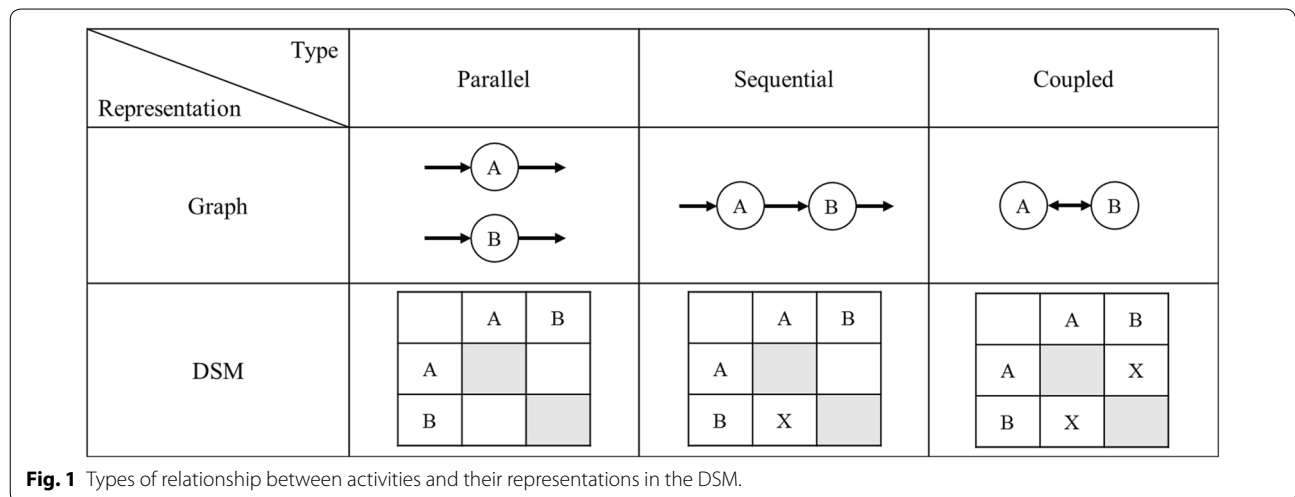 Type
Representation
Parallel
Sequential
Coupled
Graph
A
B
A B
A B
DSM
A B
A
B
A B
A
B X
A B
A X
B X
Fig. 1 Types of relationship between activities and their representations in the DSM.